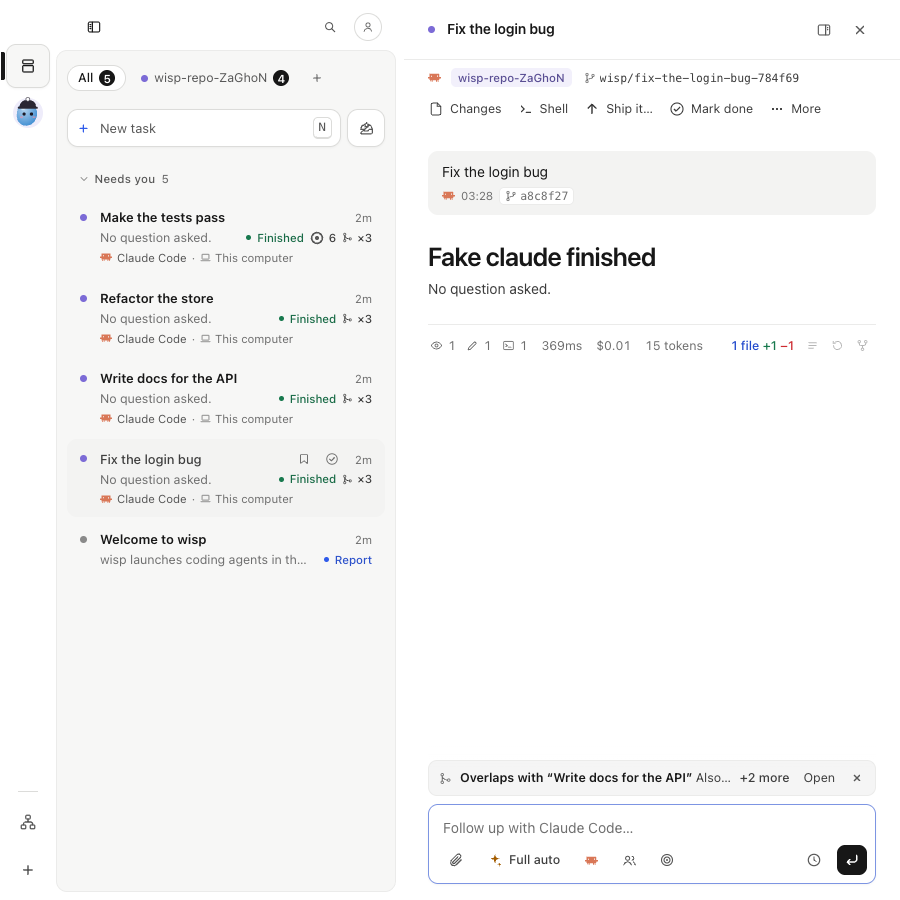 All 5
wisp-repo-ZaGhoN 4
New task
N
Needs you 5
Make the tests pass 2m
No question asked. Finished 6 ×3
Claude Code · This computer
Refactor the store 2m
No question asked. Finished ×3
Claude Code · This computer
Write docs for the API 2m
No question asked. Finished ×3
Claude Code · This computer
Fix the login bug 2m
No question asked. Finished ×3
Claude Code · This computer
Welcome to wisp 2m
wisp launches coding agents in th... Report
Fix the login bug
wisp-repo-ZaGhoN wisp/fix-the-login-bug-784f69
Changes Shell Ship it... Mark done More
Fix the login bug
03:28 a8c8f27
Fake claude finished
No question asked.
1 1 1 369ms $0.01 15 tokens 1 file +1 −1
Overlaps with “Write docs for the API” Also... +2 more Open
Follow up with Claude Code...
Full auto